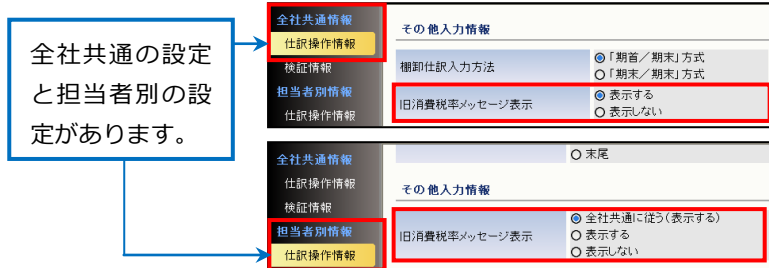 全社共通の設定
と担当者別の設
定があります。
全社共通情報
仕訳操作情報
検証情報
担当者別情報
仕訳操作情報
その他入力情報
棚卸仕訳入力方法
「期首／期末」方式
「期末／期末」方式
旧消費税率メッセージ表示
表示する
表示しない
全社共通情報
仕訳操作情報
検証情報
担当者別情報
仕訳操作情報
末尾
その他入力情報
旧消費税率メッセージ表示
全社共通に従う(表示する)
表示する
表示しない